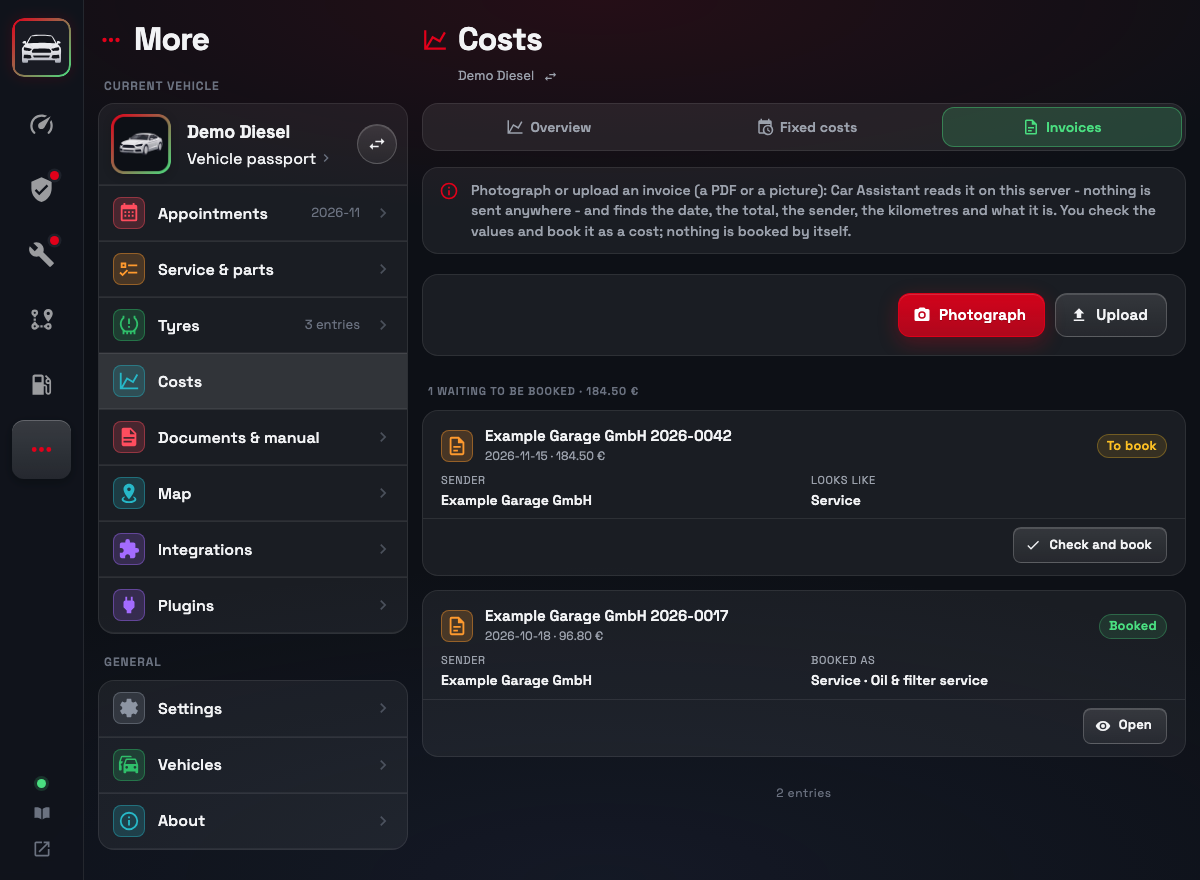 More
CURRENT VEHICLE
Demo Diesel
Vehicle passport
Appointments 2026-11
Service & parts
Tyres 3 entries
Costs
Documents & manual
Map
Integrations
Plugins
GENERAL
Settings
Vehicles
About
Costs
Demo Diesel
Overview Fixed costs Invoices
Photograph or upload an invoice (a PDF or a picture): Car Assistant reads it on this server - nothing is
sent anywhere - and finds the date, the total, the sender, the kilometres and what it is. You check the
values and book it as a cost; nothing is booked by itself.
Photograph Upload
1 WAITING TO BE BOOKED · 184.50 €
Example Garage GmbH 2026-0042
2026-11-15 · 184.50 €
To book
SENDER LOOKS LIKE
Example Garage GmbH Service
Check and book
Example Garage GmbH 2026-0017
2026-10-18 · 96.80 €
Booked
SENDER BOOKED AS
Example Garage GmbH Service · Oil & filter service
Open
2 entries